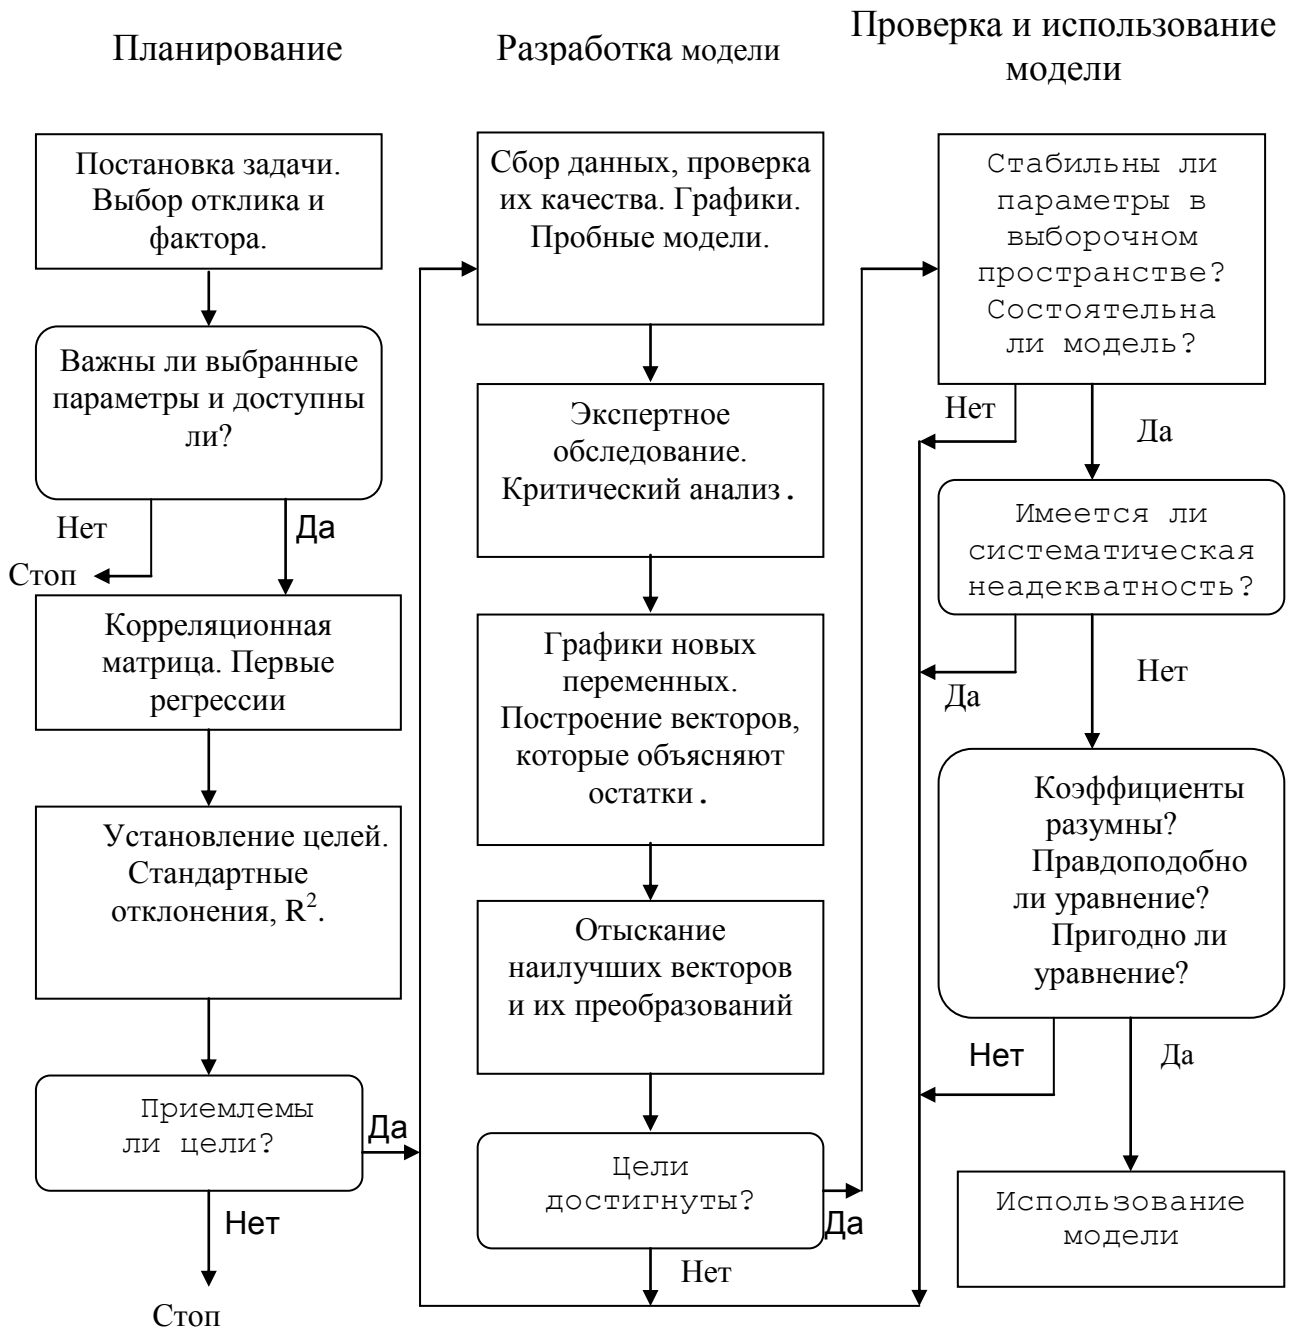 Планирование
Постановка задачи.
Выбор отклика и
фактора.
Важны ли выбранные
параметры и доступны
ли?
Нет
Да
Стоп
Корреляционная
матрица. Первые
регрессии
Установление целей.
Стандартные
отклонения, R².
Приемлемы
ли цели?
Да
Нет
Стоп
Разработка модели
Сбор данных, проверка
их качества. Графики.
Пробные модели.
Экспертное
обследование.
Критический анализ.
Графики новых
переменных.
Построение векторов,
которые объясняют
остатки.
Отыскание
наилучших векторов
и их преобразований
Цели
достигнуты?
Да
Нет
Проверка и использование
модели
Стабильны ли
параметры в
выборочном
пространстве?
Состоятельна
ли модель?
Нет
Да
Имеется ли
систематическая
неадекватность?
Да
Нет
Коэффициенты
разумны?
Правдоподобно
ли уравнение?
Пригодно ли
уравнение?
Нет
Да
Использование
модели